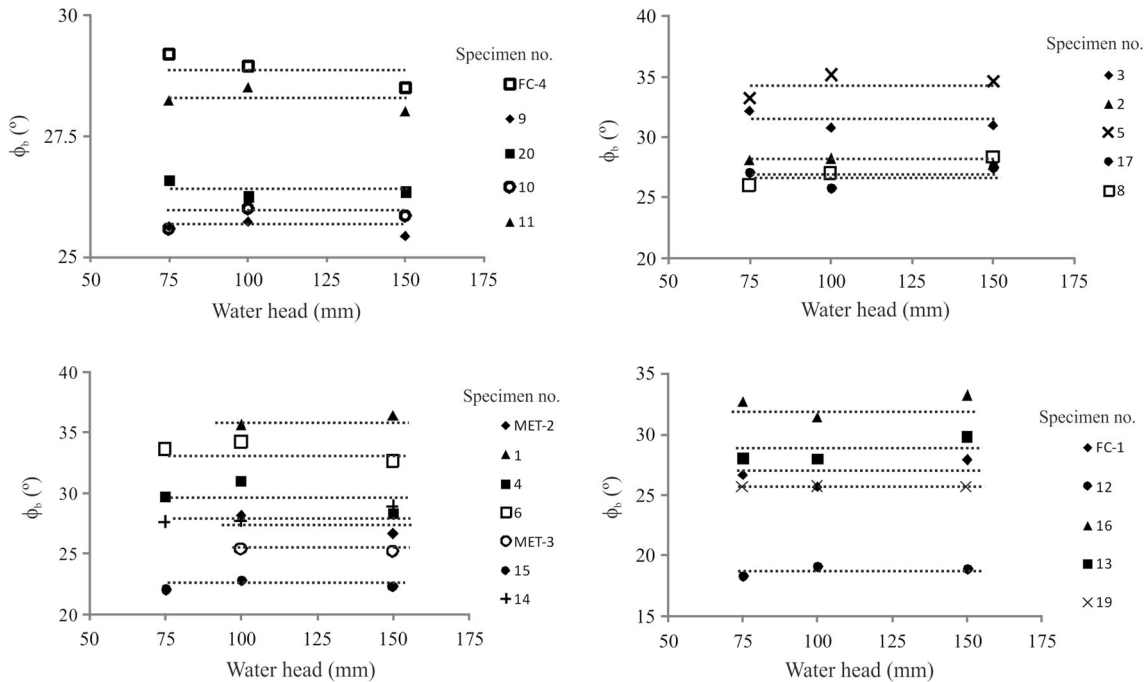 30
27.5
25
ϕb (º)
50 75 100 125 150 175
Water head (mm)
Specimen no.
FC-4
9
20
10
11
40
35
30
25
20
ϕb (º)
50 75 100 125 150 175
Water head (mm)
Specimen no.
3
2
5
17
8
40
35
30
25
20
ϕb (º)
50 75 100 125 150 175
Water head (mm)
Specimen no.
MET-2
1
4
6
MET-3
15
14
35
30
25
20
15
ϕb (º)
50 75 100 125 150 175
Water head (mm)
Specimen no.
FC-1
12
16
13
19